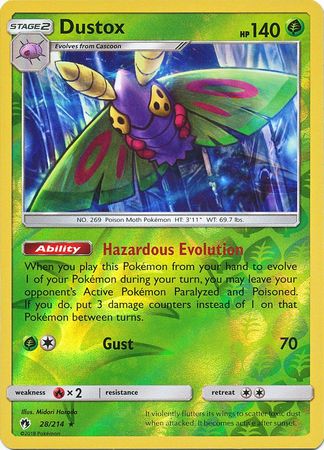 STAGE2
Dustox
HP 140
Evolves from Cascoon
NO. 269 Poison Moth Pokémon HT: 3'11" WT: 69.7 lbs.
Ability Hazardous Evolution
When you play this Pokémon from your hand to evolve
1 of your Pokémon during your turn, you may leave your
opponent's Active Pokémon Paralyzed and Poisoned.
If you do, put 3 damage counters instead of 1 on that
Pokémon between turns.
Gust 70
weakness × 2 resistance retreat
Illus. Midori Harada
28/214 ★
©2018 Pokémon
It violently flutters its wings to scatter toxic dust
when attacked. It becomes active after sunset.